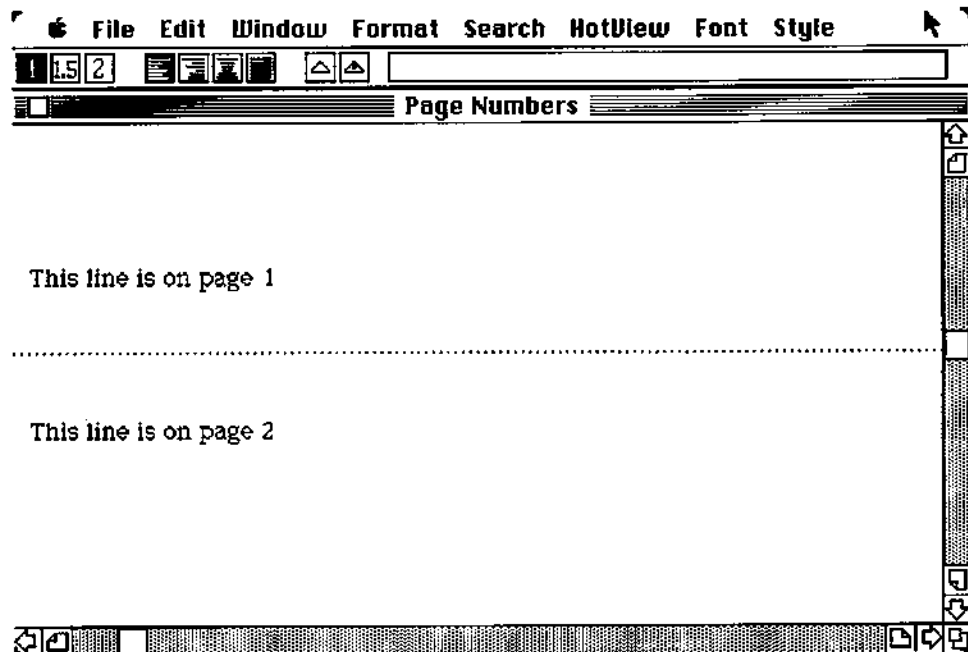 File Edit Window Format Search HotView Font Style
1 1.5 2
Page Numbers
This line is on page 1
This line is on page 2